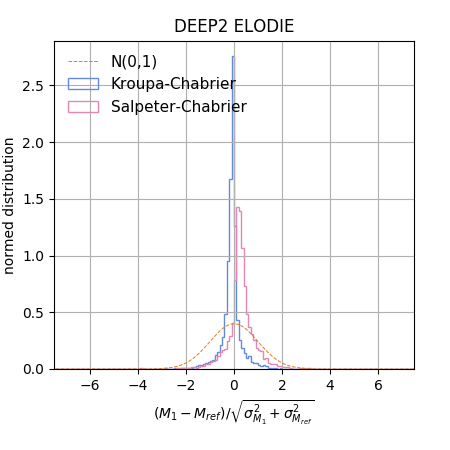 DEEP2 ELODIE
N(0,1)
Kroupa-Chabrier
Salpeter-Chabrier
normed distribution
2.5
2.0
1.5
1.0
0.5
0.0
−6 −4 −2 0 2 4 6
$(M_1 - M_{ref})/\sqrt{\sigma^2_{M_1} + \sigma^2_{M_{ref}}}$